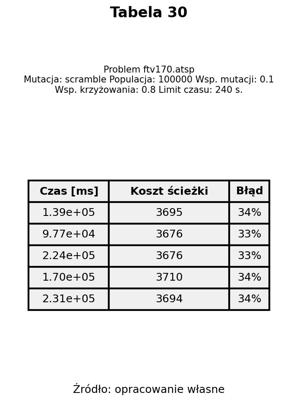 Tabela 30
Problem ftv170.atsp
Mutacja: scramble Populacja: 100000 Wsp. mutacji: 0.1
Wsp. krzyżowania: 0.8 Limit czasu: 240 s.
Czas [ms] Koszt ścieżki Błąd
1.39e+05 3695 34%
9.77e+04 3676 33%
2.24e+05 3676 33%
1.70e+05 3710 34%
2.31e+05 3694 34%
Źródło: opracowanie własne